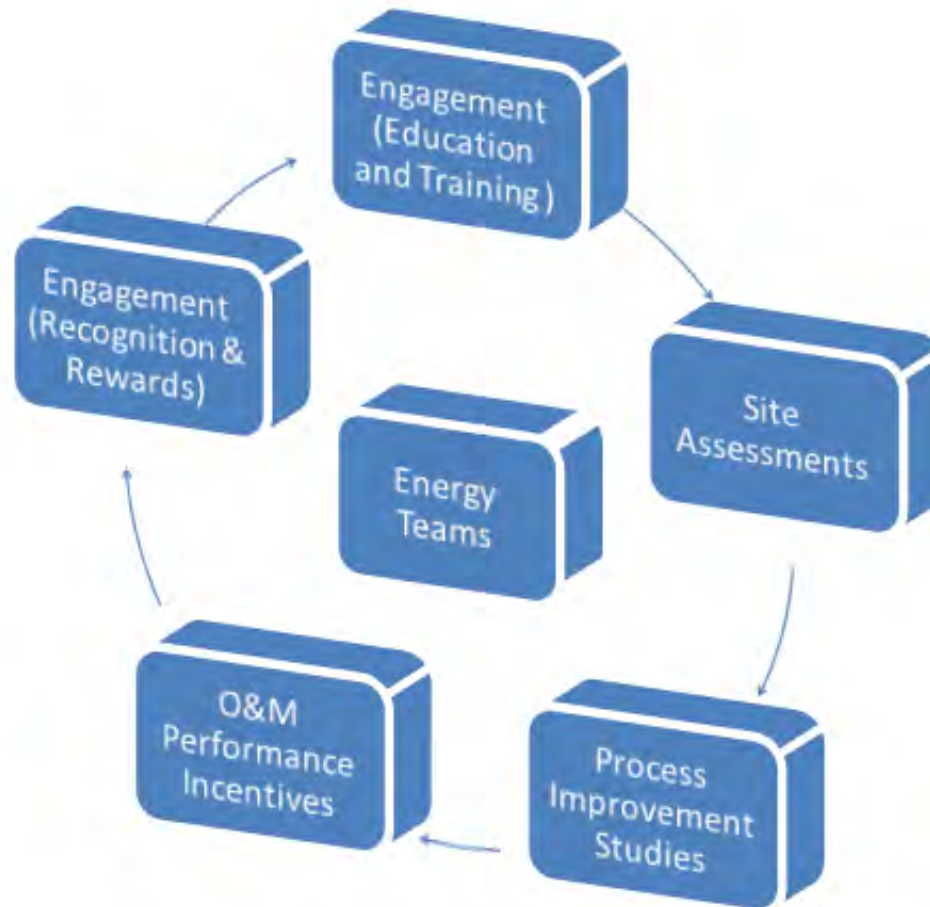 Engagement
(Education
and Training)
Engagement
(Recognition &
Rewards)
Site
Assessments
Energy
Teams
O&M
Performance
Incentives
Process
Improvement
Studies